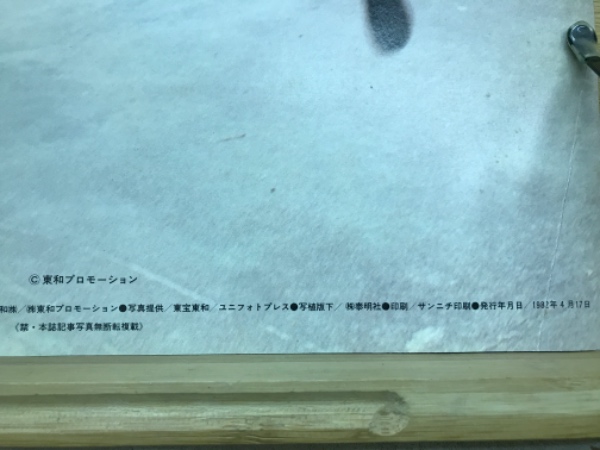 © 東和プロモーション
和㈱/㈱東和プロモーション●写真提供/東宝東和/ユニフォトプレス●写植版下/㈱泰明社●印刷/サンニチ印刷●発行年月日/1982年4月17日
《禁・本誌記事写真無断転摸載》